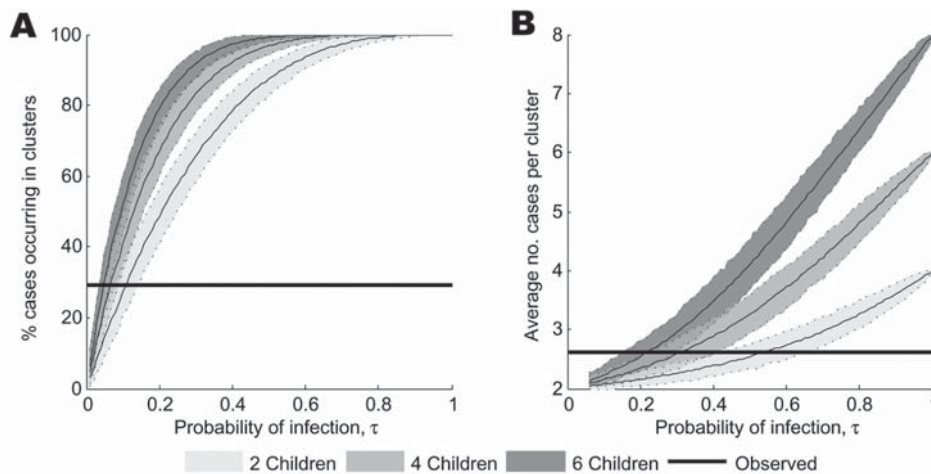 A
B
% cases occurring in clusters
100
80
60
40
20
0
0 0.2 0.4 0.6 0.8 1
Probability of infection, τ
Average no. cases per cluster
8
7
6
5
4
3
2
0 0.2 0.4 0.6 0.8 1
Probability of infection, τ
2 Children 4 Children 6 Children Observed